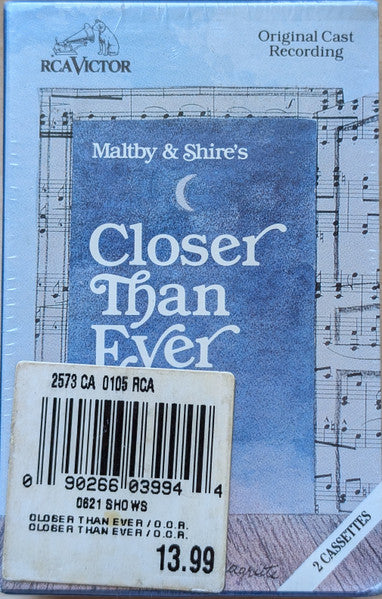 RCA VICTOR
Original Cast
Recording
Maltby & Shire's
Closer
Than
Ever
2573 CA 0105 RCA
0 90266 03994 4
0621 SHOWS
CLOSER THAN EVER / O.C.R.
CLOSER THAN EVER / O.C.R.
13.99
2 CASSETTES